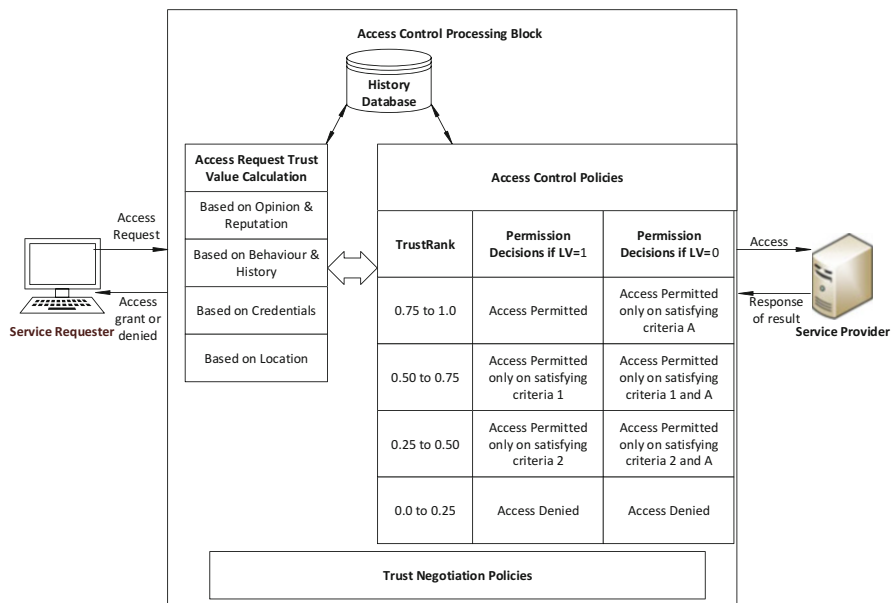 Access Control Processing Block
History
Database
Access Request Trust
Value Calculation
Based on Opinion &
Reputation
Based on Behaviour &
History
Based on Credentials
Based on Location
Access
Request
Access
grant or
denied
Service Requester
Access Control Policies
TrustRank
Permission
Decisions if LV=1
Permission
Decisions if LV=0
0.75 to 1.0
Access Permitted
Access Permitted
only on satisfying
criteria A
0.50 to 0.75
Access Permitted
only on satisfying
criteria 1
Access Permitted
only on satisfying
criteria 1 and A
0.25 to 0.50
Access Permitted
only on satisfying
criteria 2
Access Permitted
only on satisfying
criteria 2 and A
0.0 to 0.25
Access Denied
Access Denied
Access
Response
of result
Service Provider
Trust Negotiation Policies